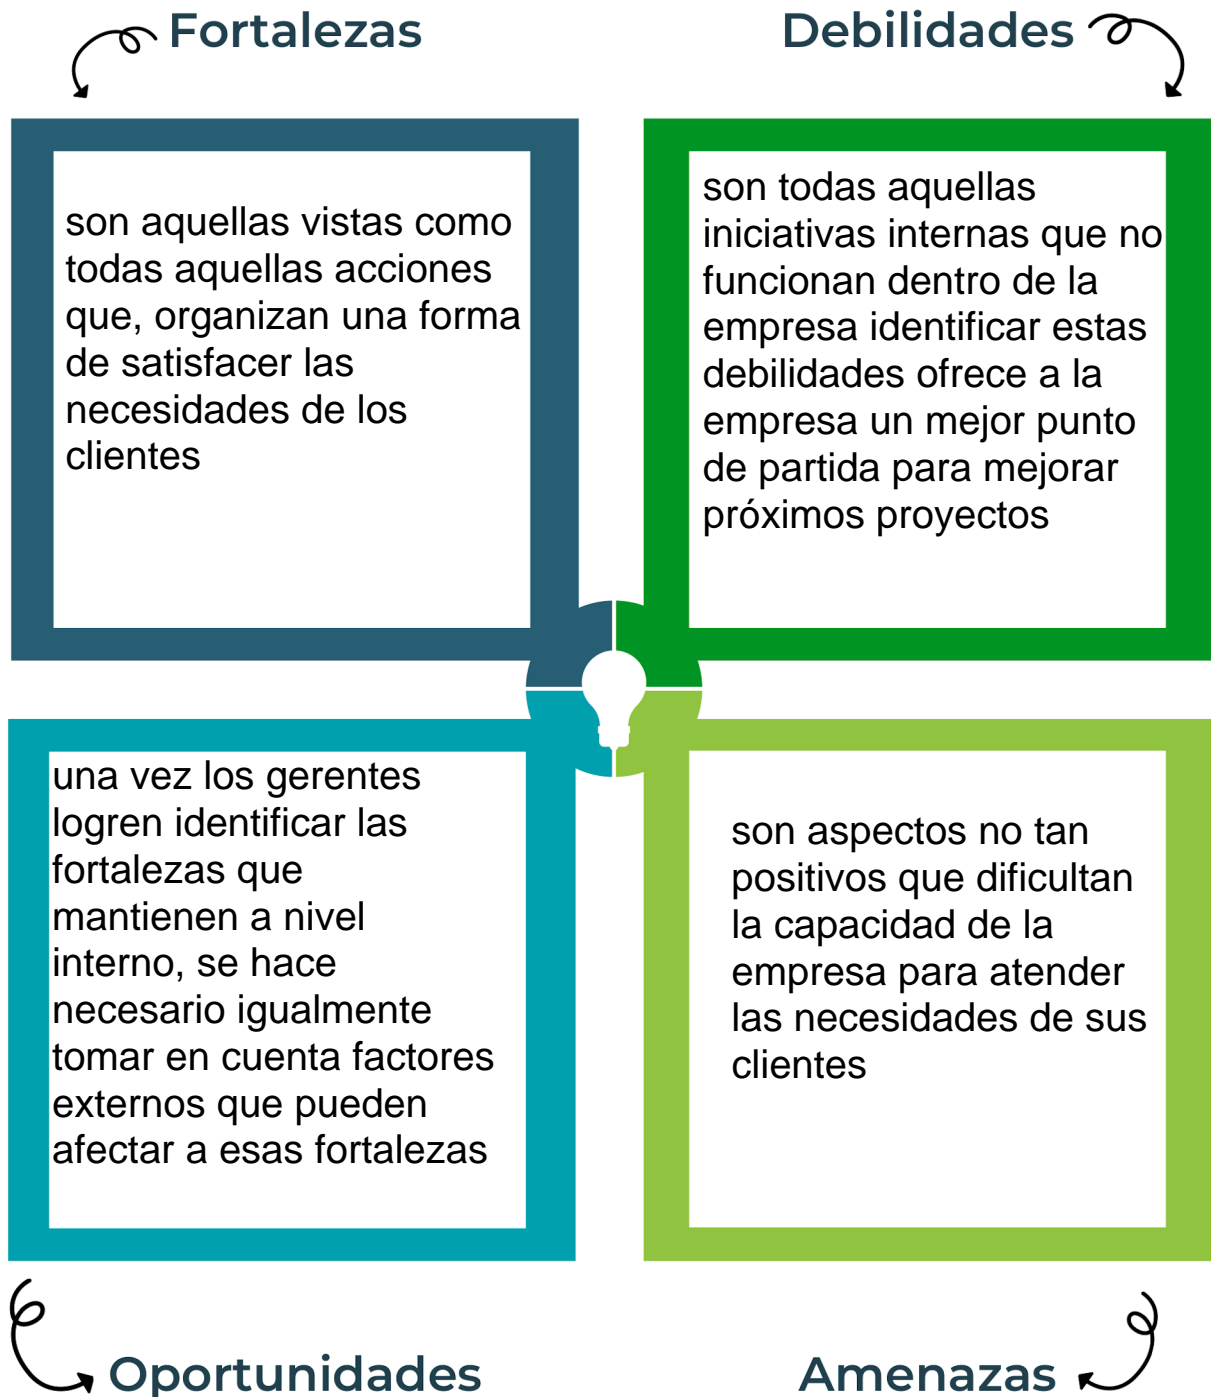 Fortalezas
son aquellas vistas como
todas aquellas acciones
que, organizan una forma
de satisfacer las
necesidades de los
clientes
Debilidades
son todas aquellas
iniciativas internas que no
funcionan dentro de la
empresa identificar estas
debilidades ofrece a la
empresa un mejor punto
de partida para mejorar
próximos proyectos
una vez los gerentes
logren identificar las
fortalezas que
mantienen a nivel
interno, se hace
necesario igualmente
tomar en cuenta factores
externos que pueden
afectar a esas fortalezas
Oportunidades
son aspectos no tan
positivos que dificultan
la capacidad de la
empresa para atender
las necesidades de sus
clientes
Amenazas